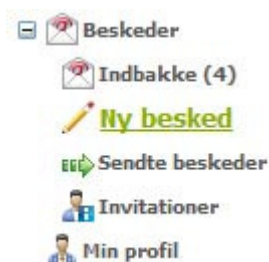 Beskeder
Indbakke (4)
Ny besked
Sendte beskeder
Invitationer
Min profil